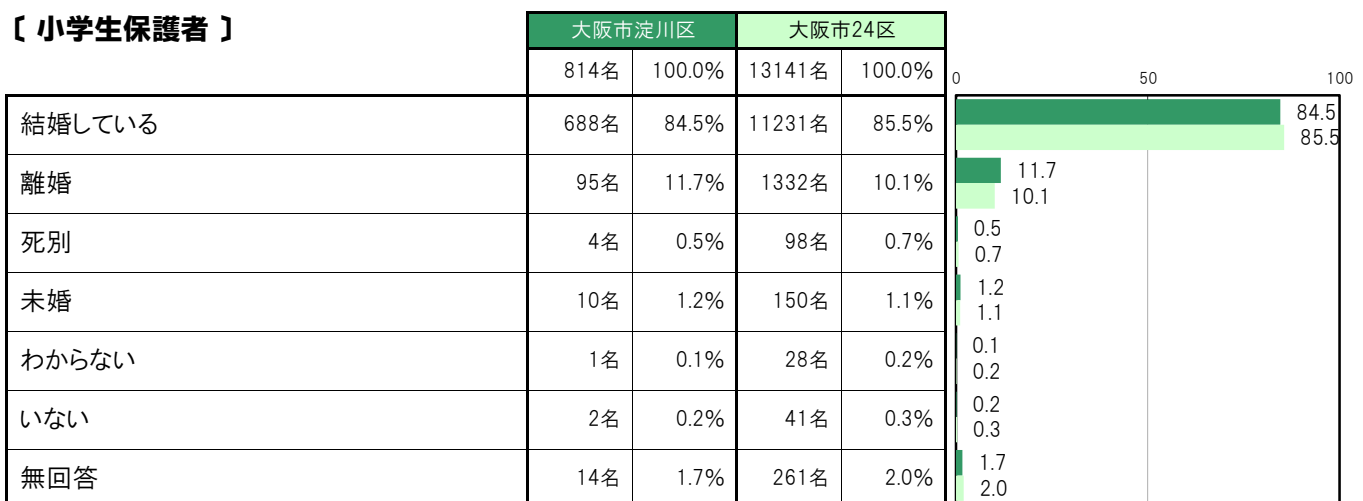 〔 小学生保護者 〕
大阪市淀川区 大阪市24区
814名 100.0% 13141名 100.0%
0 50 100
結婚している 688名 84.5% 11231名 85.5%
84.5
85.5
離婚 95名 11.7% 1332名 10.1%
11.7
10.1
死別 4名 0.5% 98名 0.7%
0.5
0.7
未婚 10名 1.2% 150名 1.1%
1.2
1.1
わからない 1名 0.1% 28名 0.2%
0.1
0.2
いない 2名 0.2% 41名 0.3%
0.2
0.3
無回答 14名 1.7% 261名 2.0%
1.7
2.0